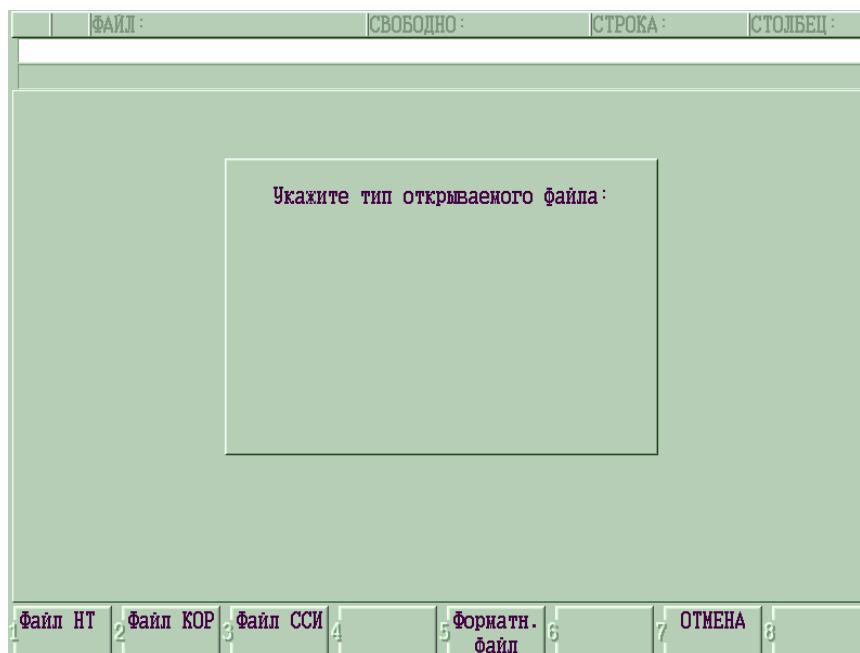 ФАЙЛ: СВОБОДНО: СТРОКА: СТОЛБЕЦ:
Укажите тип открываемого файла:
1 Файл НТ 2 Файл КОР 3 Файл ССИ 4 5 Форматн. 6 7 ОТМЕНА 8
файл